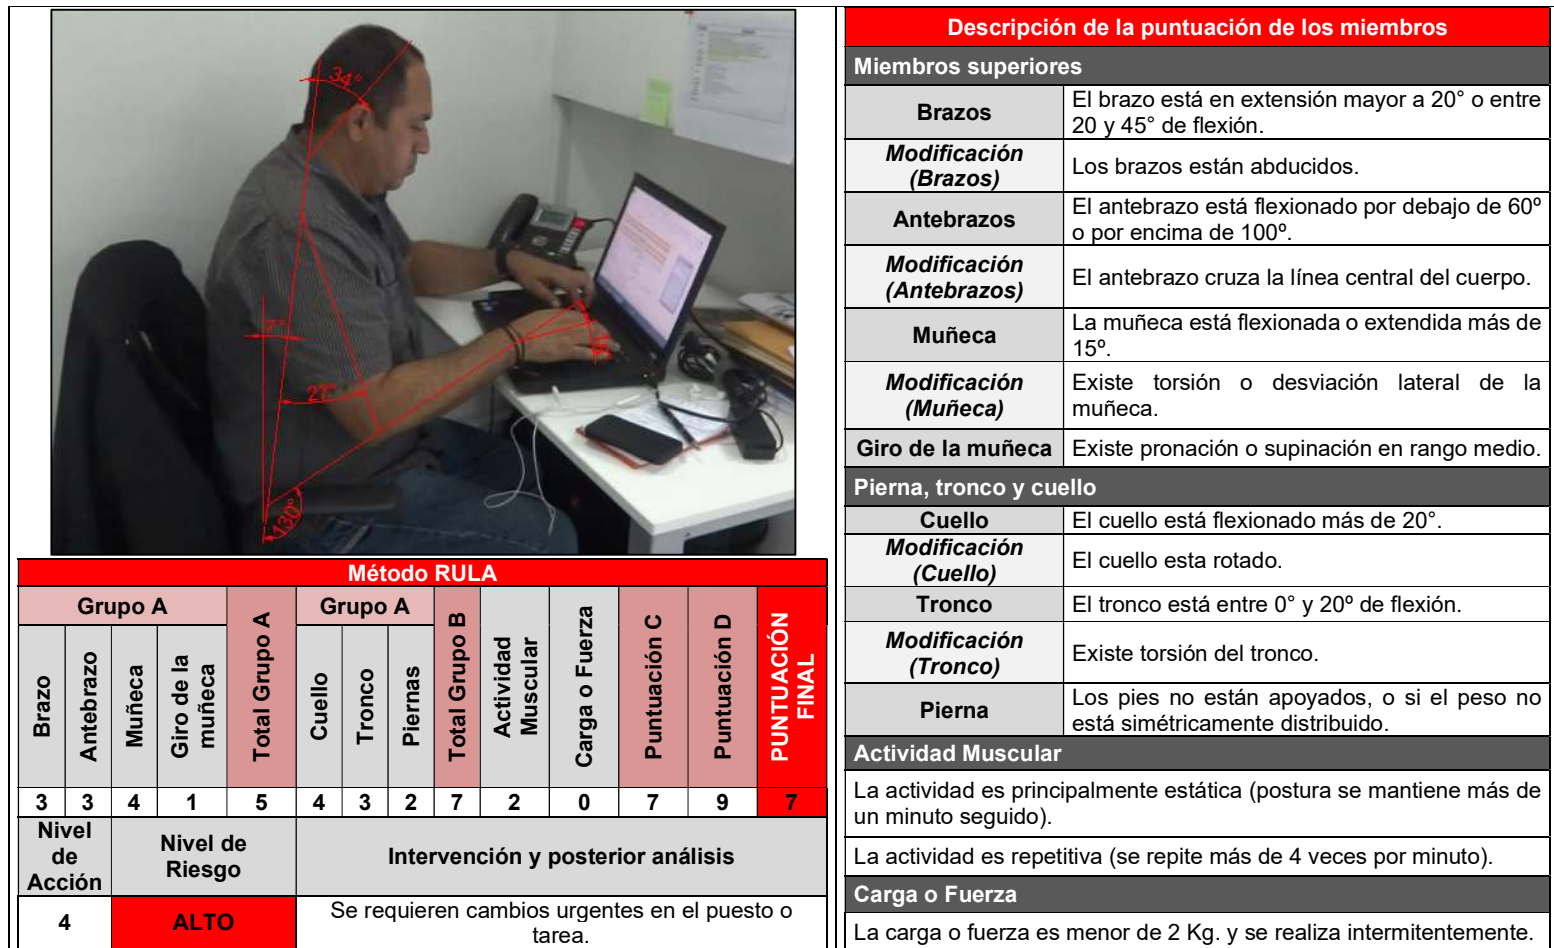 34°
7°
27°
130°
Método RULA
Grupo A
Grupo A
Brazo
Antebrazo
Muñeca
Giro de la
muñeca
Total Grupo A
Cuello
Tronco
Piernas
Total Grupo B
Actividad
Muscular
Carga o Fuerza
Puntuación C
Puntuación D
PUNTUACIÓN
FINAL
3 3 4 1 5 4 3 2 7 2 0 7 9 7
Nivel
de
Acción
Nivel de
Riesgo
Intervención y posterior análisis
4
ALTO
Se requieren cambios urgentes en el puesto o
tarea.
Descripción de la puntuación de los miembros
Miembros superiores
Brazos
El brazo está en extensión mayor a 20° o entre
20 y 45° de flexión.
Modificación
(Brazos)
Los brazos están abducidos.
Antebrazos
El antebrazo está flexionado por debajo de 60º
o por encima de 100º.
Modificación
(Antebrazos)
El antebrazo cruza la línea central del cuerpo.
Muñeca
La muñeca está flexionada o extendida más de
15º.
Modificación
(Muñeca)
Existe torsión o desviación lateral de la
muñeca.
Giro de la muñeca
Existe pronación o supinación en rango medio.
Pierna, tronco y cuello
Cuello
El cuello está flexionado más de 20°.
Modificación
(Cuello)
El cuello esta rotado.
Tronco
El tronco está entre 0° y 20º de flexión.
Modificación
(Tronco)
Existe torsión del tronco.
Pierna
Los pies no están apoyados, o si el peso no
está simétricamente distribuido.
Actividad Muscular
La actividad es principalmente estática (postura se mantiene más de
un minuto seguido).
La actividad es repetitiva (se repite más de 4 veces por minuto).
Carga o Fuerza
La carga o fuerza es menor de 2 Kg. y se realiza intermitentemente.